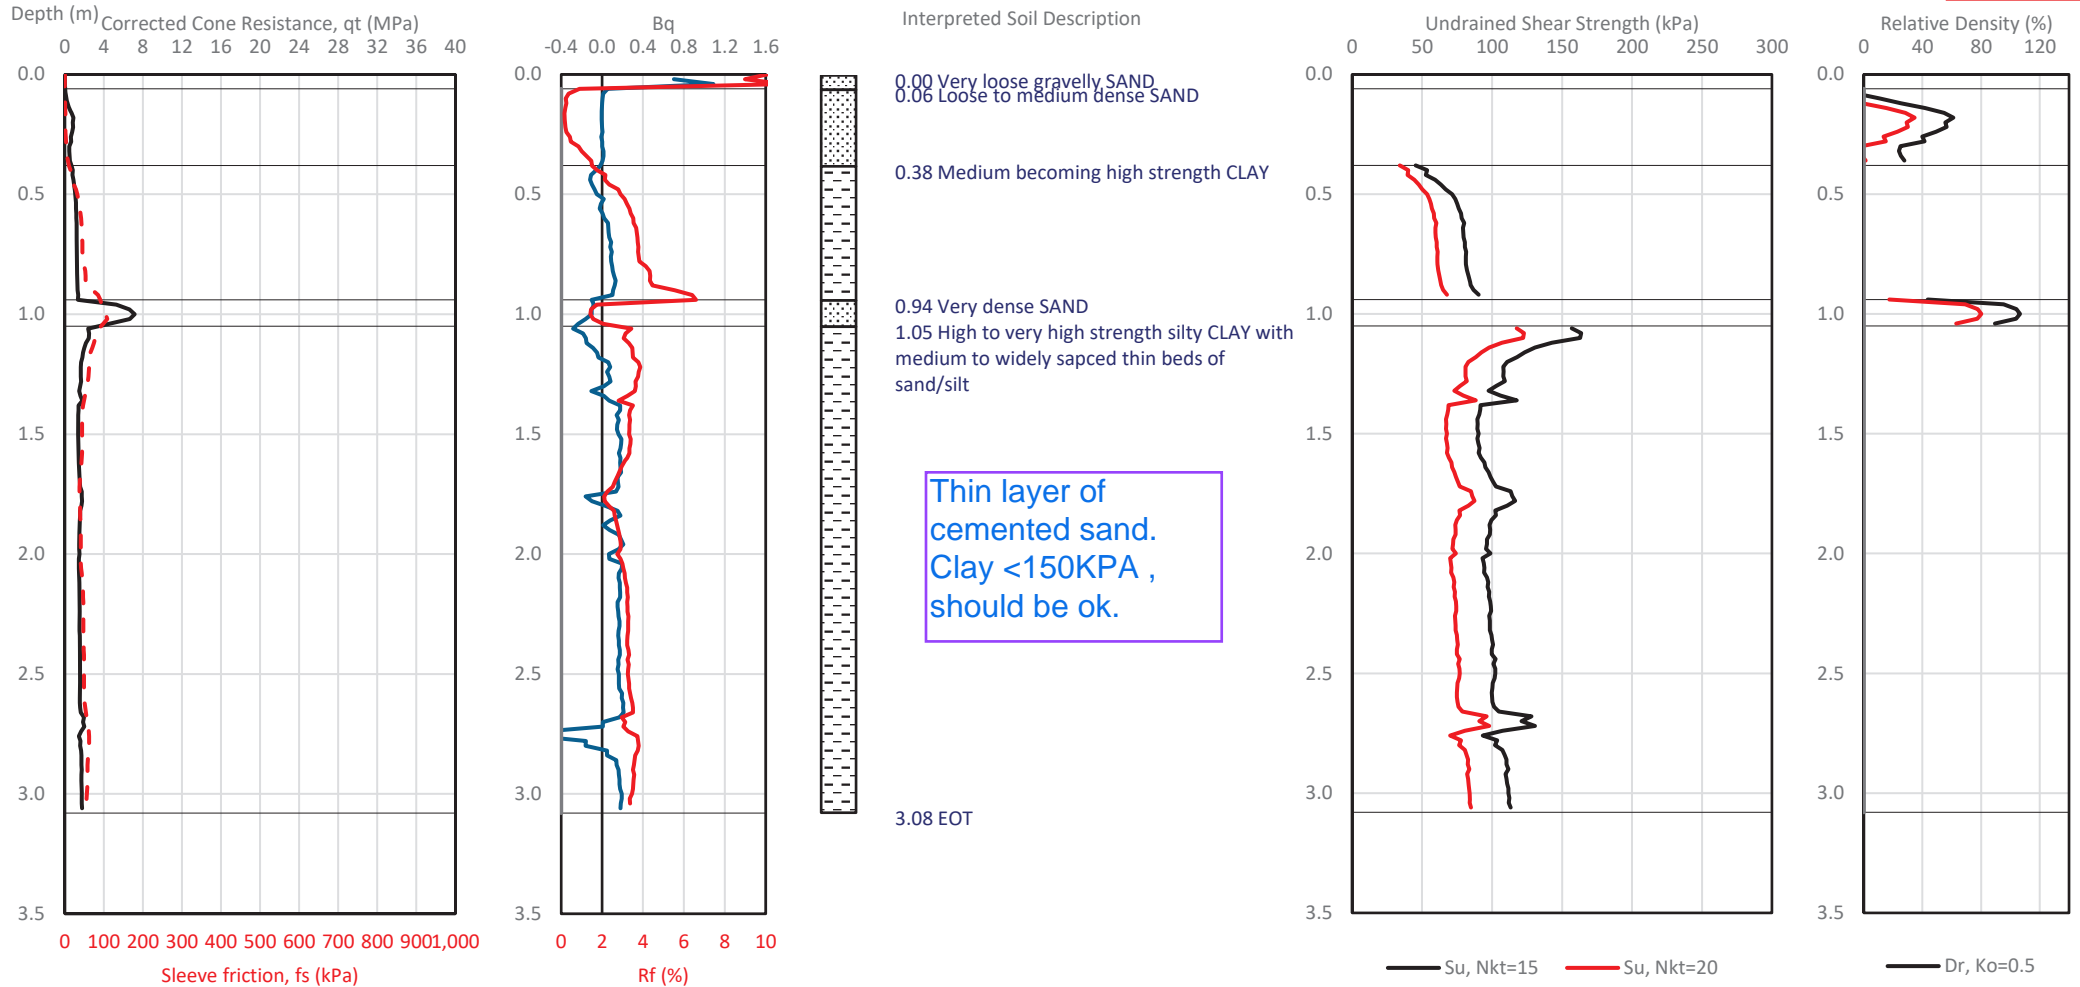 Depth (m)
Corrected Cone Resistance, qt (MPa)
0 4 8 12 16 20 24 28 32 36 40
0.0
0.5
1.0
1.5
2.0
2.5
3.0
3.5
0 100 200 300 400 500 600 700 800 900 1,000
Sleeve friction, fs (kPa)
Bq
-0.4 0.0 0.4 0.8 1.2 1.6
0.0
0.5
1.0
1.5
2.0
2.5
3.0
3.5
0 2 4 6 8 10
Rf (%)
Interpreted Soil Description
0.00 Very loose gravelly SAND
0.06 Loose to medium dense SAND
0.38 Medium becoming high strength CLAY
0.94 Very dense SAND
1.05 High to very high strength silty CLAY with
medium to widely sapced thin beds of
sand/silt
Thin layer of
cemented sand.
Clay <150KPA ,
should be ok.
3.08 EOT
Undrained Shear Strength (kPa)
0 50 100 150 200 250 300
0.0
0.5
1.0
1.5
2.0
2.5
3.0
3.5
Su, Nkt=15 Su, Nkt=20
Relative Density (%)
0 40 80 120
0.0
0.5
1.0
1.5
2.0
2.5
3.0
3.5
Dr, Ko=0.5